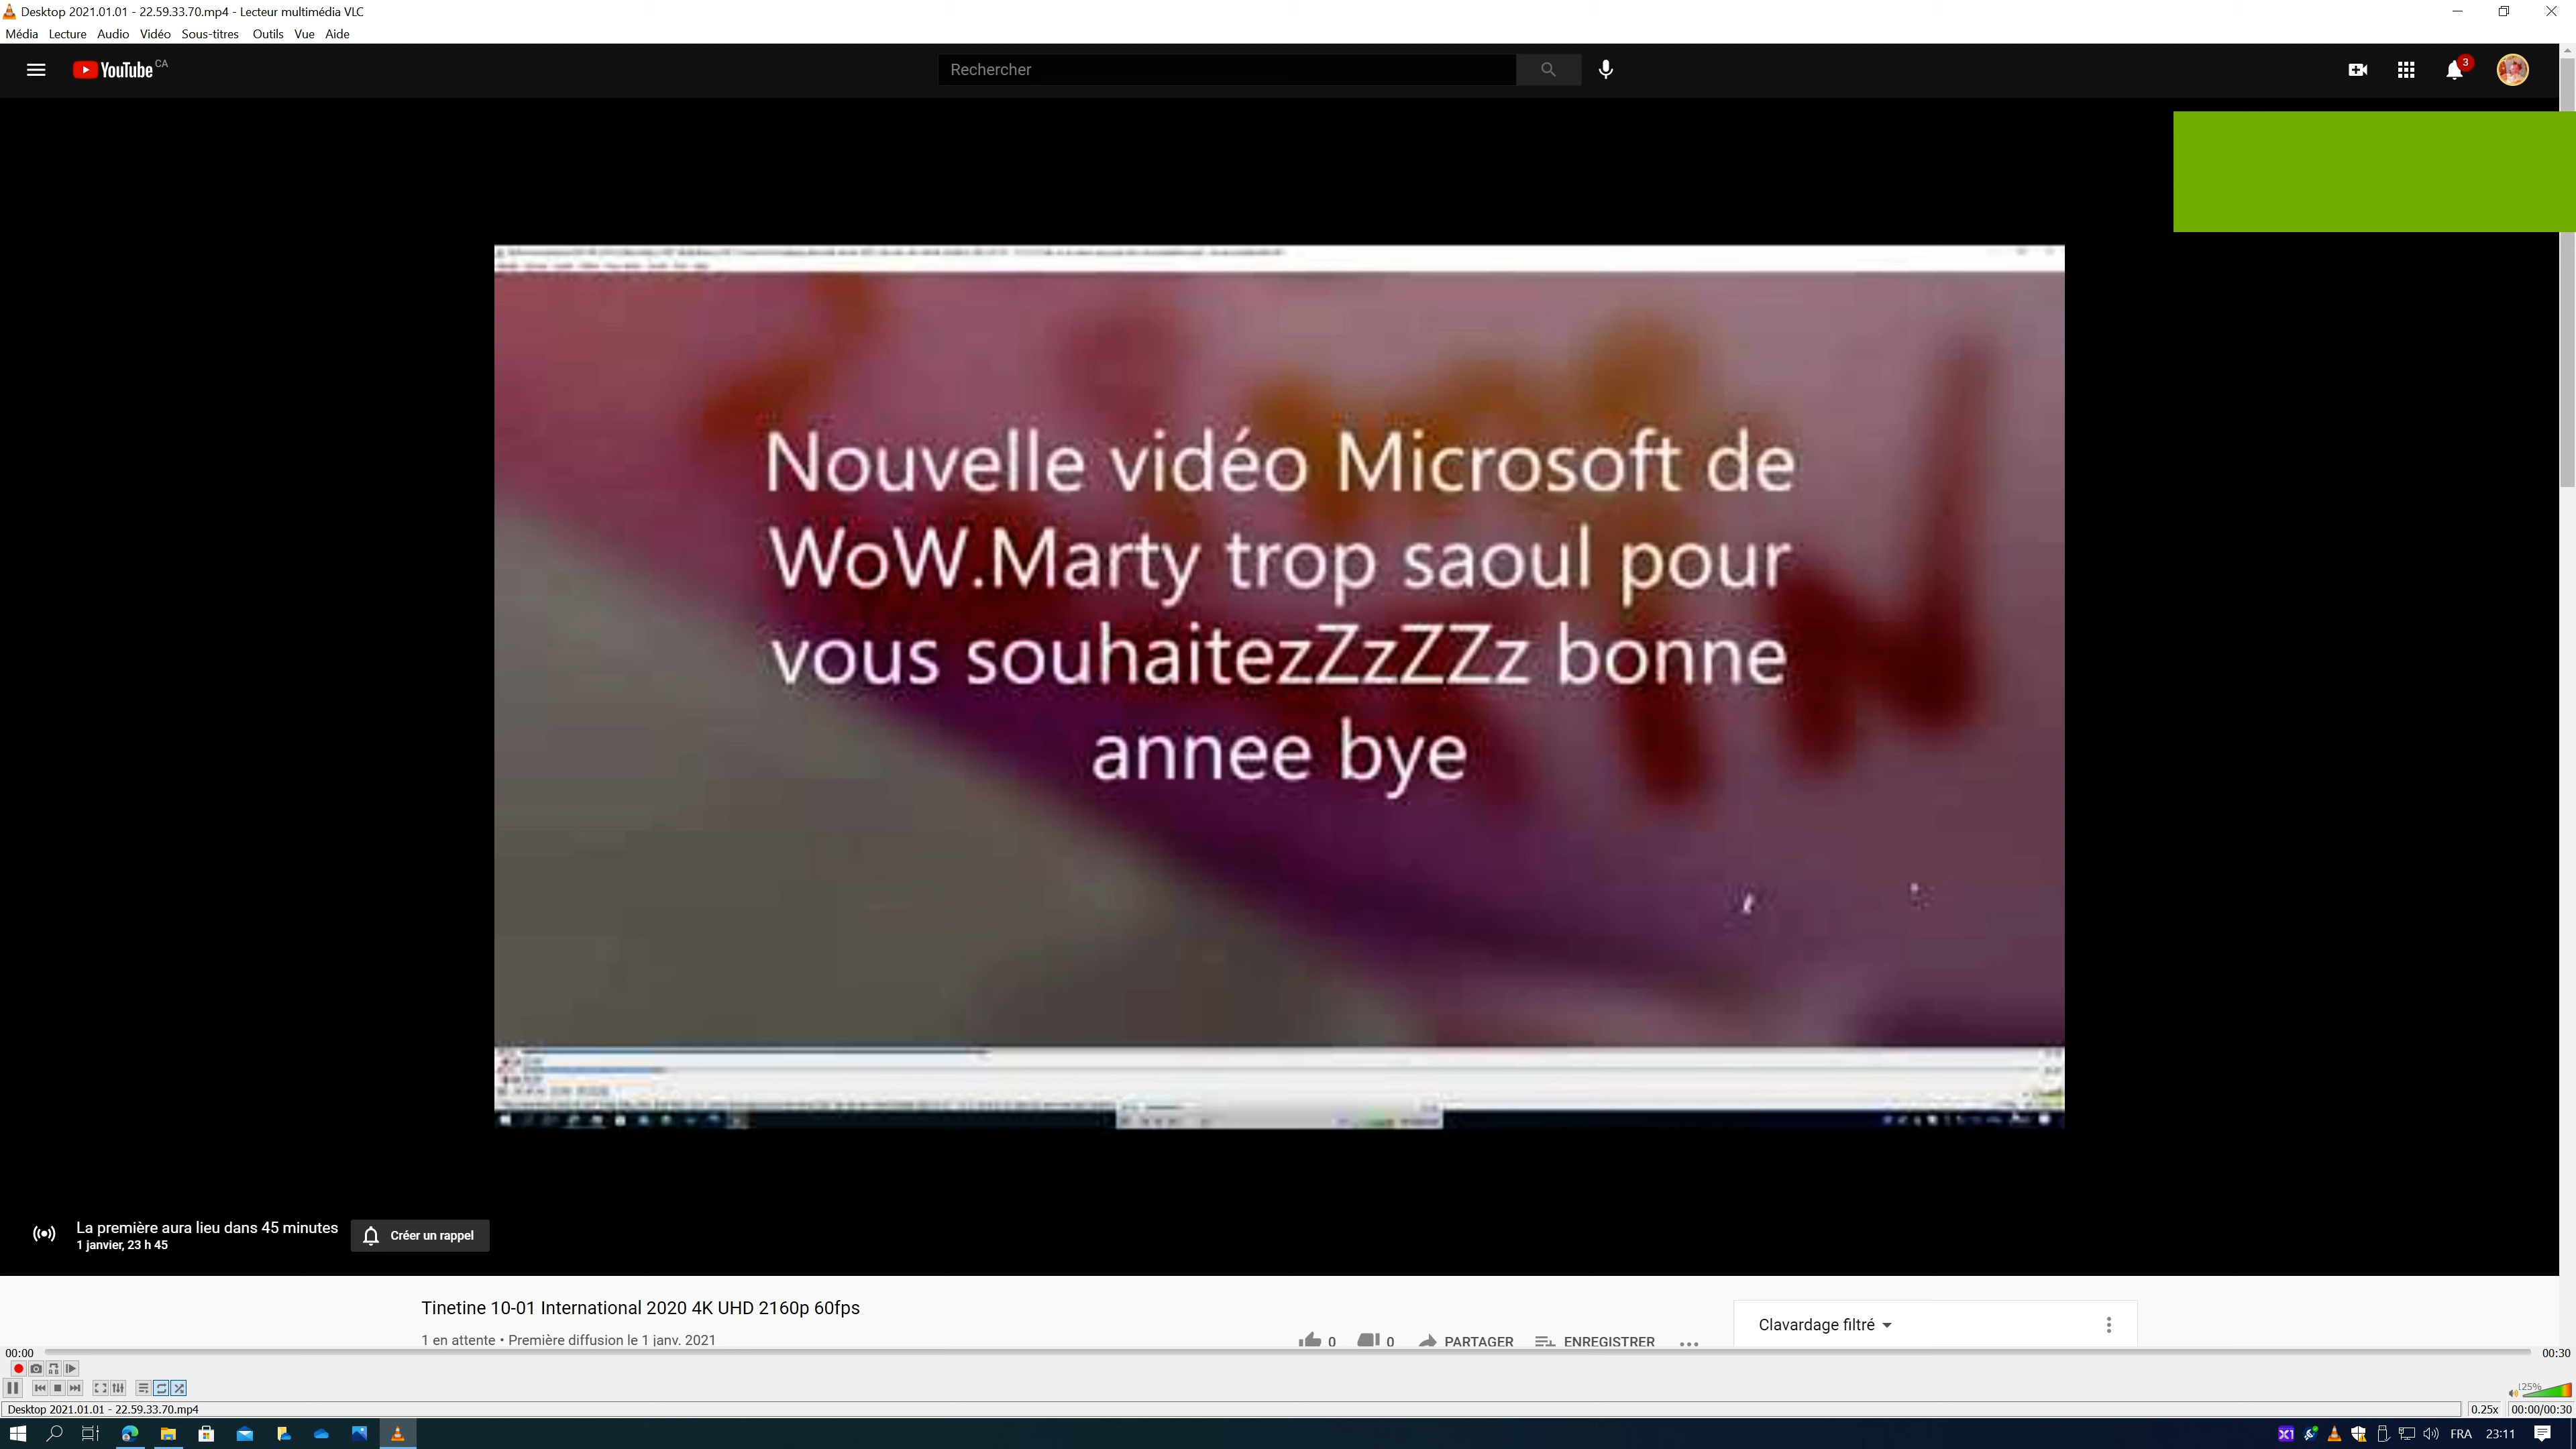 Desktop 2021.01.01 - 22.59.33.70.mp4 - Lecteur multimédia VLC
Média Lecture Audio Vidéo Sous-titres Outils Vue Aide
YouTube CA
Rechercher
3
Nouvelle vidéo Microsoft de
WoW.Marty trop saoul pour
vous souhaitezZzZZz bonne
annee bye
La première aura lieu dans 45 minutes
1 janvier, 23 h 45
Créer un rappel
Tinetine 10-01 International 2020 4K UHD 2160p 60fps
1 en attente • Première diffusion le 1 janv. 2021
0
0
PARTAGER
ENREGISTRER
Clavardage filtré
00:00
00:30
125%
Desktop 2021.01.01 - 22.59.33.70.mp4
0.25x
00:00/00:30
X1
FRA
23:11